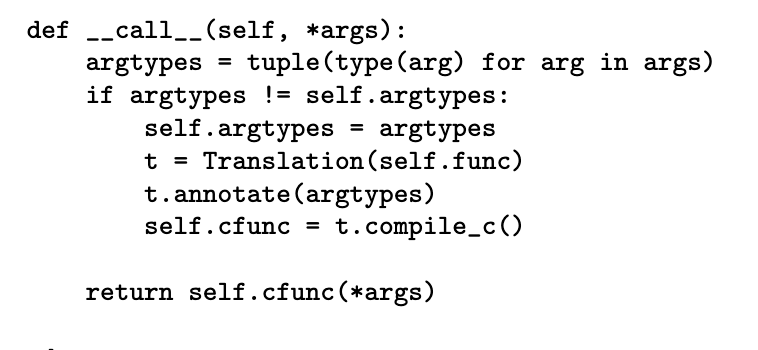 def __call__(self, *args):
    argtypes = tuple(type(arg) for arg in args)
    if argtypes != self.argtypes:
        self.argtypes = argtypes
        t = Translation(self.func)
        t.annotate(argtypes)
        self.cfunc = t.compile_c()

    return self.cfunc(*args)